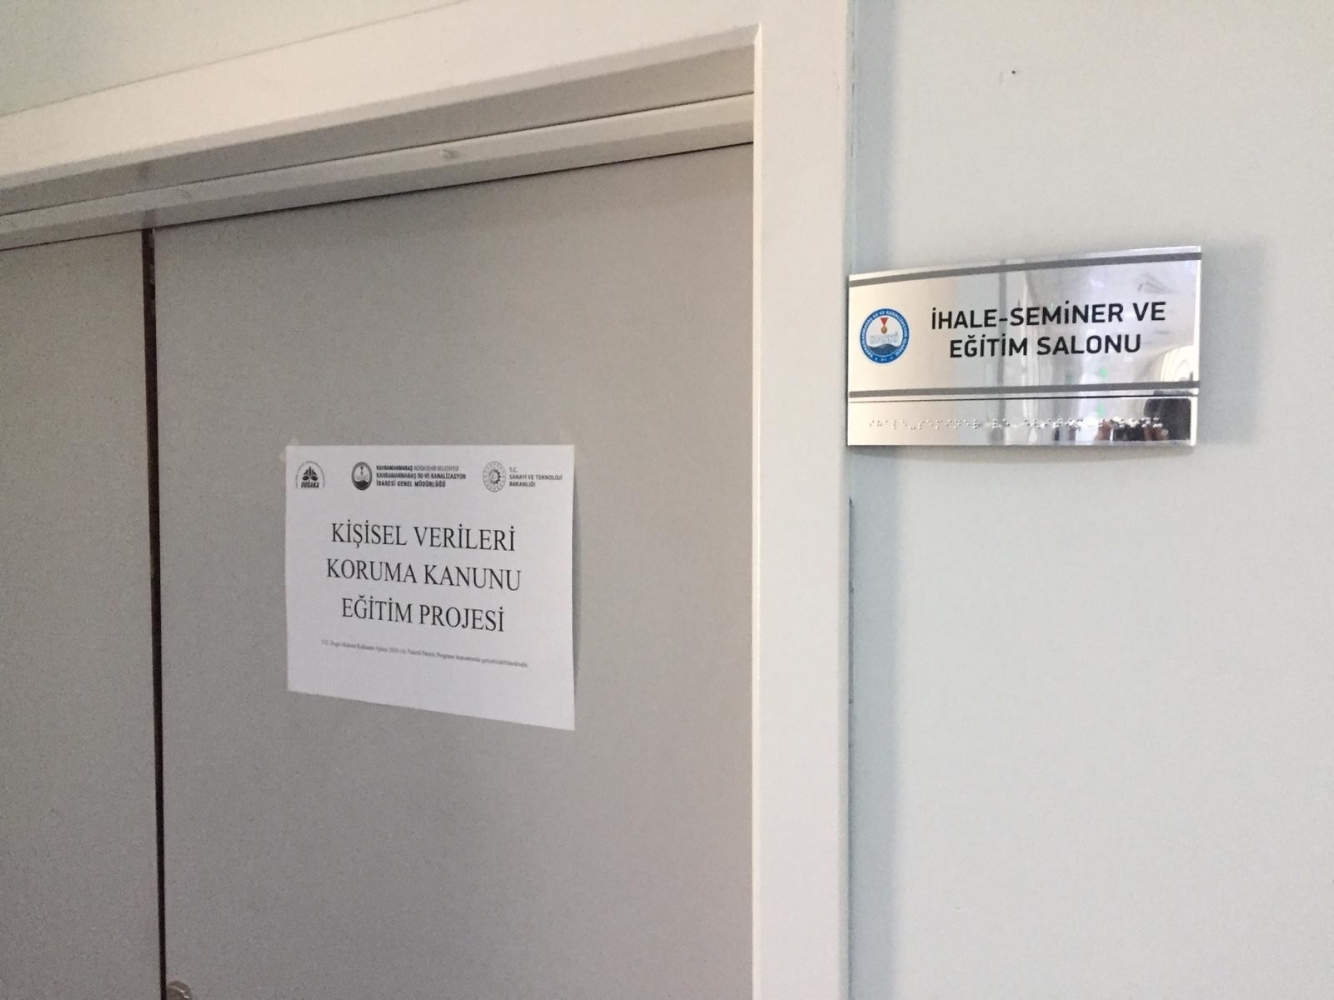 DOĞAKA
KAHRAMANMARAŞ BÜYÜKŞEHİR BELEDİYESİ
KAHRAMANMARAŞ SU VE KANALİZASYON
İDARESİ GENEL MÜDÜRLÜĞÜ
T.C.
SANAYİ VE TEKNOLOJİ
BAKANLIĞI
KİŞİSEL VERİLERİ
KORUMA KANUNU
EĞİTİM PROJESİ
İHALE-SEMİNER VE
EĞİTİM SALONU